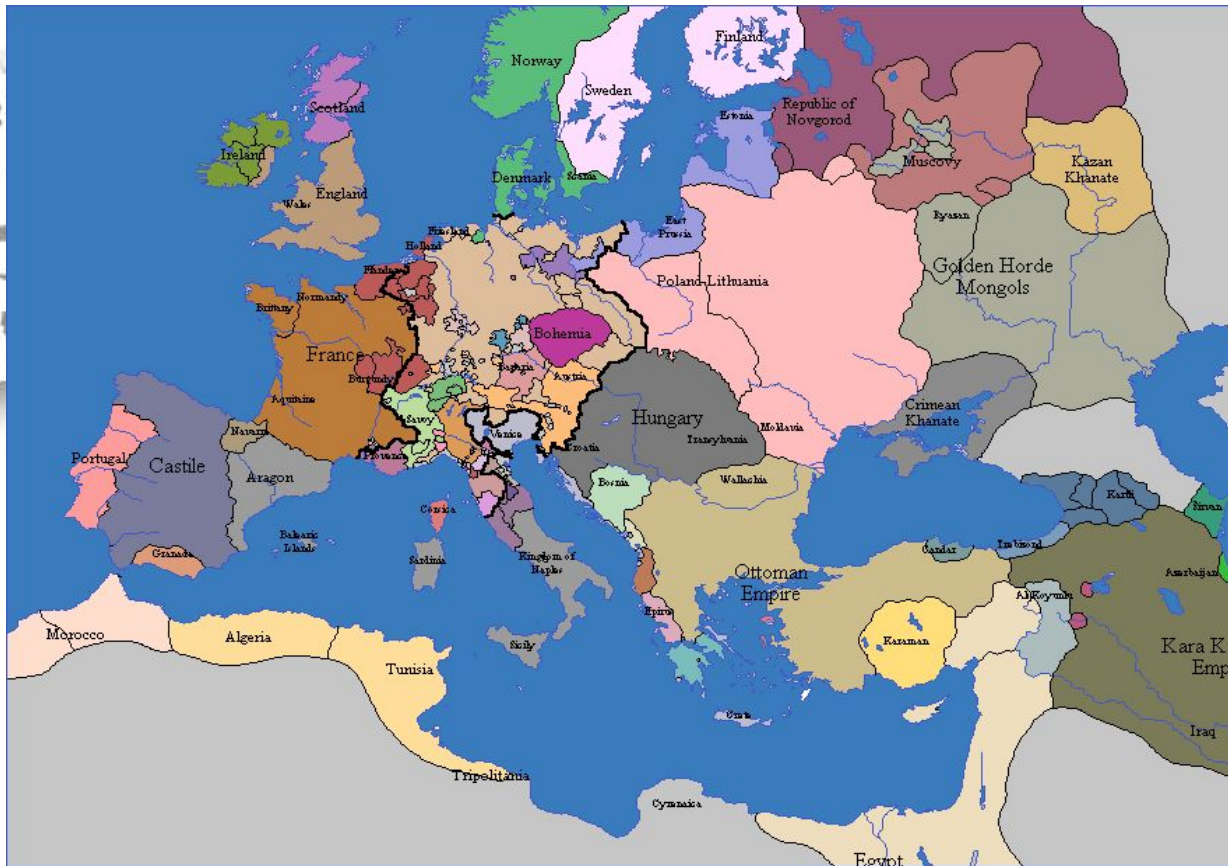 Norway
Finland
Sweden
Scotland
Ireland
England
Wales
Denmark
Scania
Estonia
Republic of
Novgorod
Muscovy
Kazan
Khanate
Ryazan
East
Prussia
Friesland
Holland
Flanders
Poland-Lithuania
Golden Horde
Mongols
Normandy
Brittany
France
Burgundy
Aquitaine
Bohemia
Bavaria
Austria
Savoy
Venice
Hungary
Transylvania
Croatia
Moldavia
Crimean
Khanate
Navarre
Portugal
Castile
Aragon
Provence
Granada
Balearic
Islands
Corsica
Sardinia
Kingdom of
Naples
Sicily
Bosnia
Wallachia
Epirus
Ottoman
Empire
Candar
Trebizond
Kartli
Sirvan
Azerbaijan
Ak Koyunlu
Karaman
Kara K
Emp
Iraq
Crete
Morocco
Algeria
Tunisia
Tripolitania
Cyrnaica
Egypt